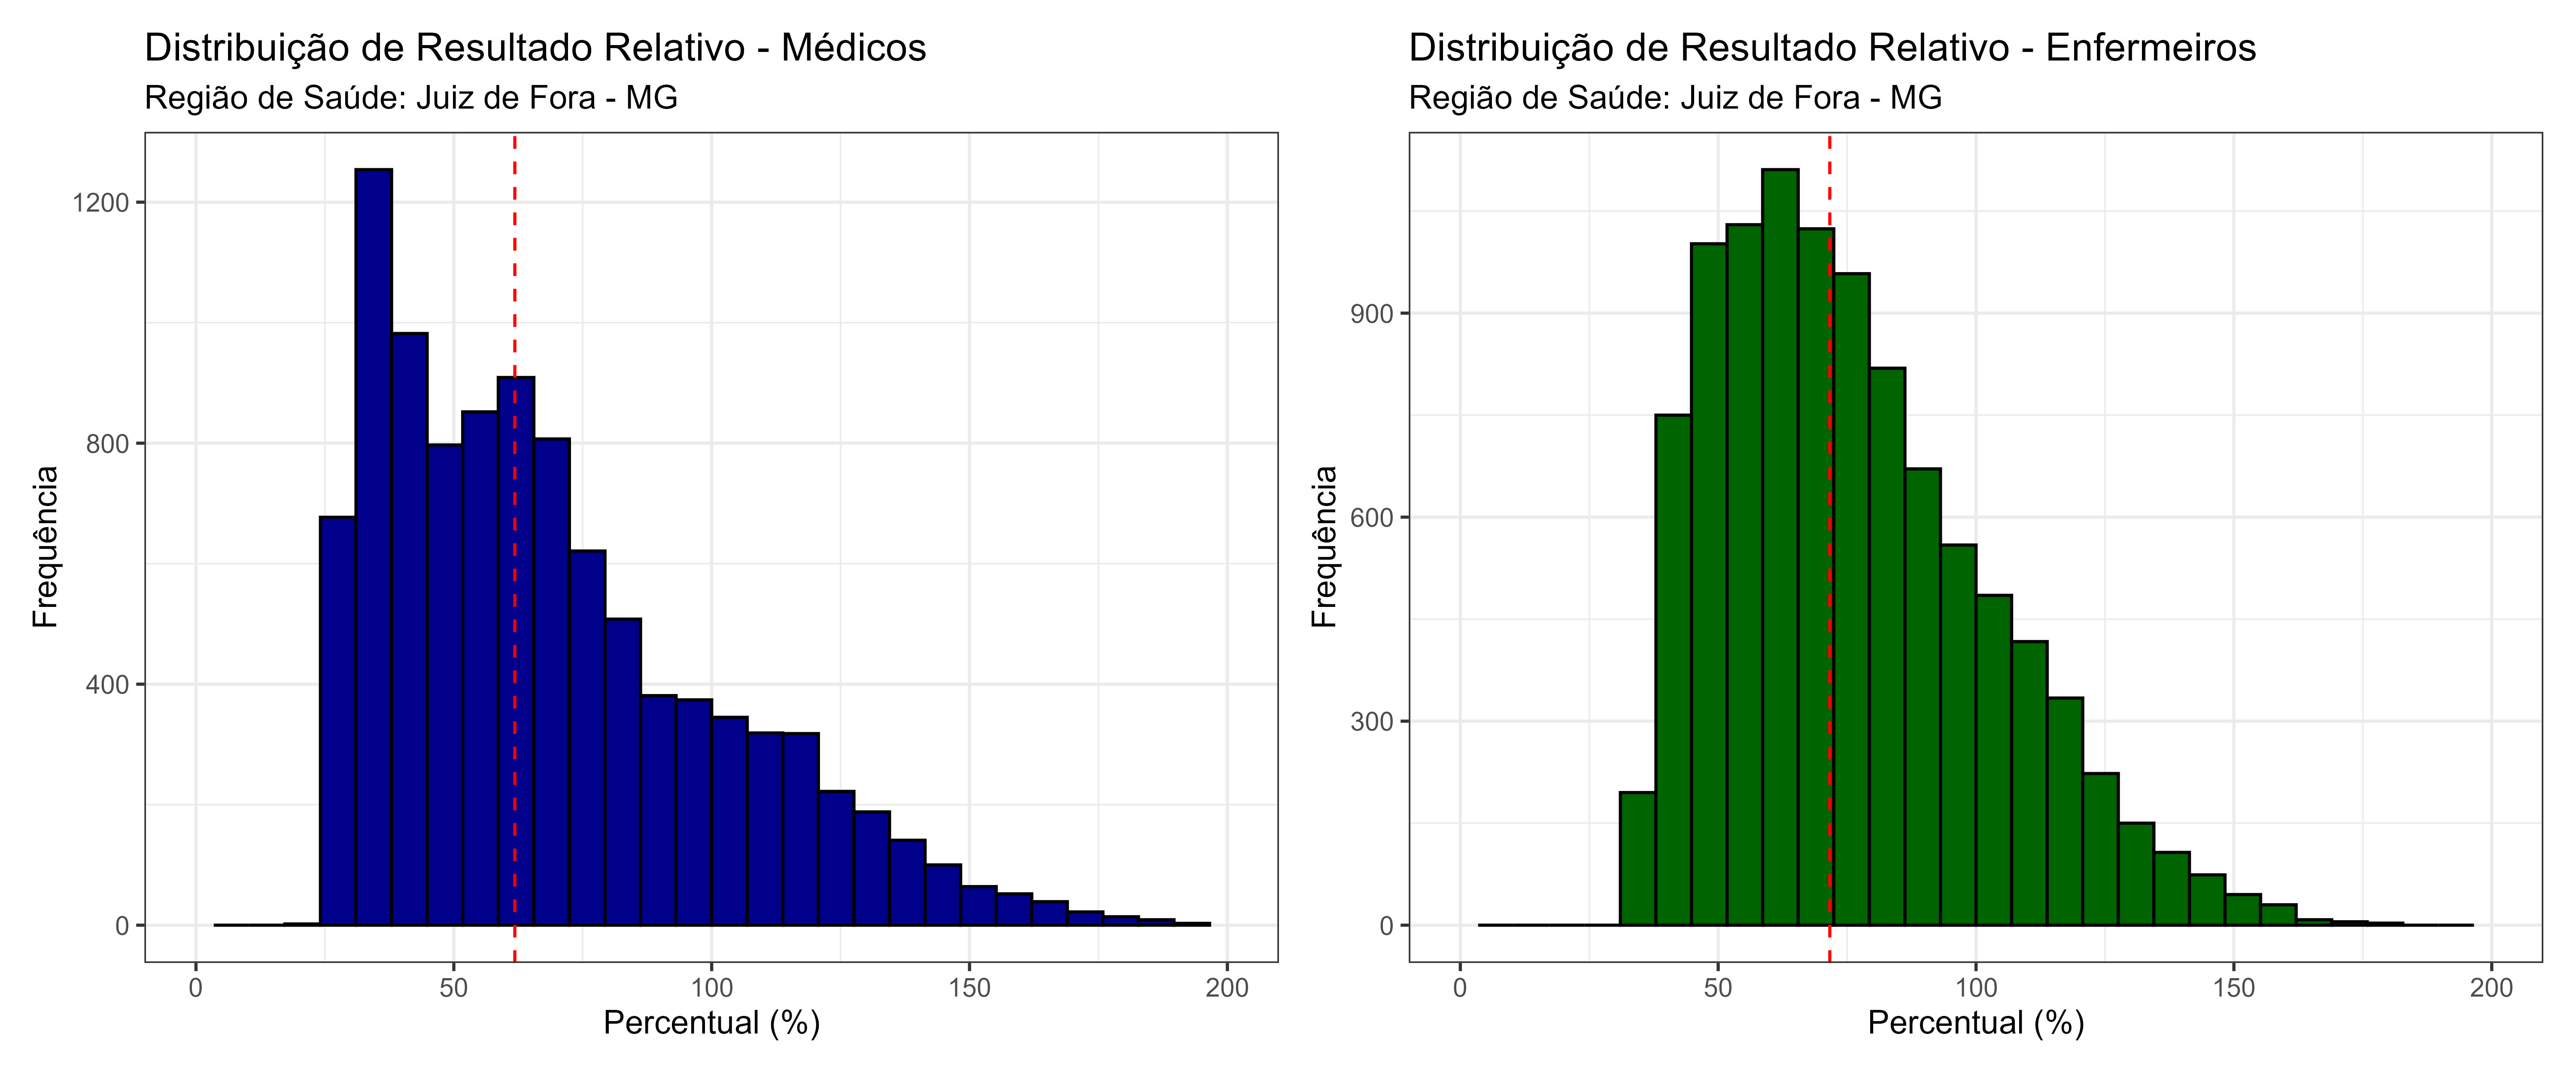 Distribuição de Resultado Relativo - Médicos
Região de Saúde: Juiz de Fora - MG
Frequência
1200
800
400
0
0 50 100 150 200
Percentual (%)
Distribuição de Resultado Relativo - Enfermeiros
Região de Saúde: Juiz de Fora - MG
Frequência
900
600
300
0
0 50 100 150 200
Percentual (%)